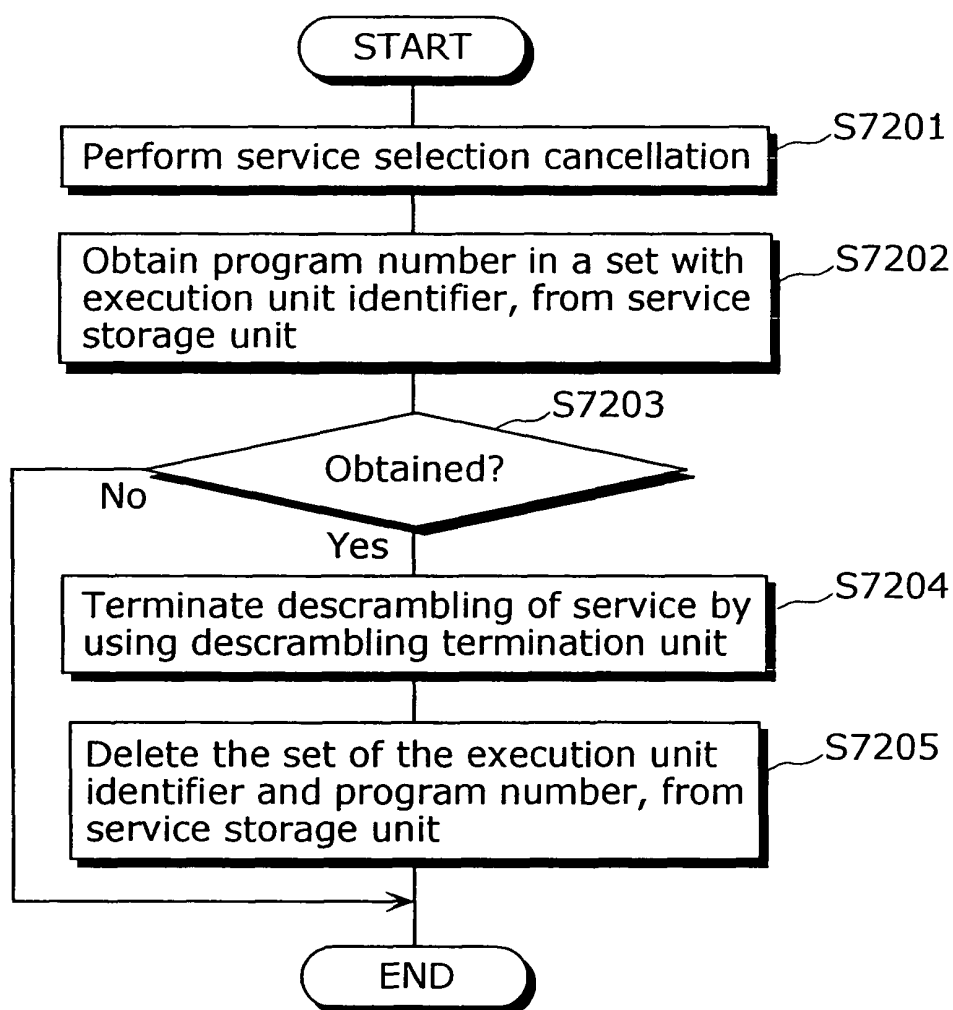 START
S7201
Perform service selection cancellation
S7202
Obtain program number in a set with
execution unit identifier, from service
storage unit
S7203
Obtained?
No
Yes
S7204
Terminate descrambling of service by
using descrambling termination unit
S7205
Delete the set of the execution unit
identifier and program number, from
service storage unit
END